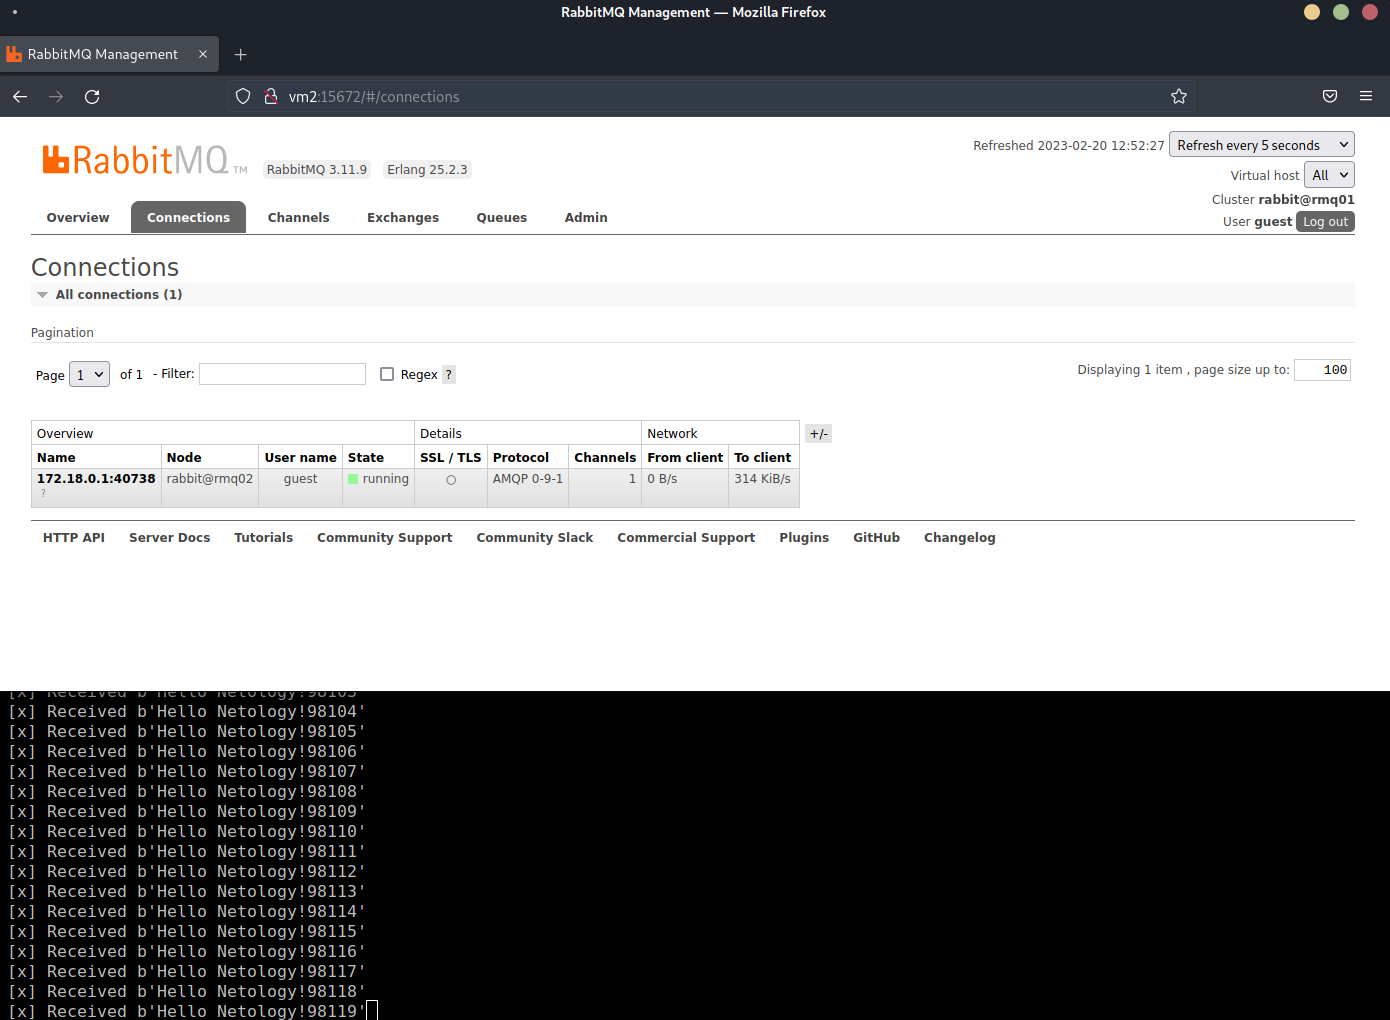 RabbitMQ Management — Mozilla Firefox
RabbitMQ Management
vm2:15672/#/connections
RabbitMQ TM
RabbitMQ 3.11.9 Erlang 25.2.3
Refreshed 2023-02-20 12:52:27 Refresh every 5 seconds
Virtual host All
Cluster rabbit@rmq01
User guest Log out
Overview Connections Channels Exchanges Queues Admin
Connections
All connections (1)
Pagination
Page 1 of 1 - Filter: Regex ? Displaying 1 item , page size up to: 100
Overview Details Network +/-
Name Node User name State SSL / TLS Protocol Channels From client To client
172.18.0.1:40738 rabbit@rmq02 guest running ○ AMQP 0-9-1 1 0 B/s 314 KiB/s
?
HTTP API Server Docs Tutorials Community Support Community Slack Commercial Support Plugins GitHub Changelog
[x] Received b'Hello Netology!98103'
[x] Received b'Hello Netology!98104'
[x] Received b'Hello Netology!98105'
[x] Received b'Hello Netology!98106'
[x] Received b'Hello Netology!98107'
[x] Received b'Hello Netology!98108'
[x] Received b'Hello Netology!98109'
[x] Received b'Hello Netology!98110'
[x] Received b'Hello Netology!98111'
[x] Received b'Hello Netology!98112'
[x] Received b'Hello Netology!98113'
[x] Received b'Hello Netology!98114'
[x] Received b'Hello Netology!98115'
[x] Received b'Hello Netology!98116'
[x] Received b'Hello Netology!98117'
[x] Received b'Hello Netology!98118'
[x] Received b'Hello Netology!98119'